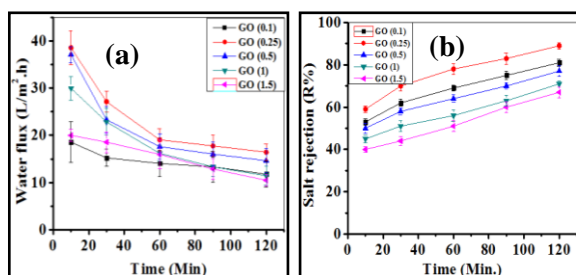 (a)
GO (0.1)
GO (0.25)
GO (0.5)
GO (1)
GO (1.5)
Water flux (L/m².h)
40
30
20
10
0
0 20 40 60 80 100 120
Time (Min)
(b)
GO (0.1)
GO (0.25)
GO (0.5)
GO (1)
GO (1.5)
Salt rejection (R%)
100
80
60
40
20
0
0 20 40 60 80 100 120
Time (Min.)